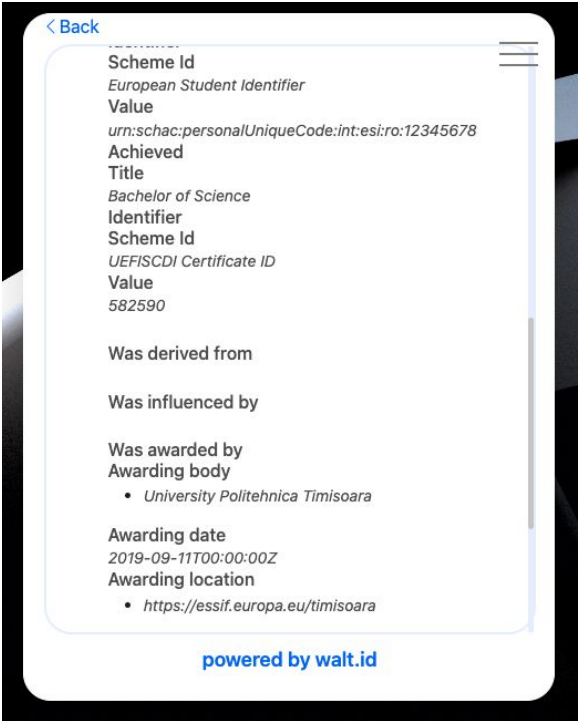 Back
Scheme Id
European Student Identifier
Value
urn:schac:personalUniqueCode:int:esi:ro:12345678
Achieved
Title
Bachelor of Science
Identifier
Scheme Id
UEFISCDI Certificate ID
Value
582590
Was derived from
Was influenced by
Was awarded by
Awarding body
• University Politehnica Timisoara
Awarding date
2019-09-11T00:00:00Z
Awarding location
• https://essif.europa.eu/timisoara
powered by walt.id